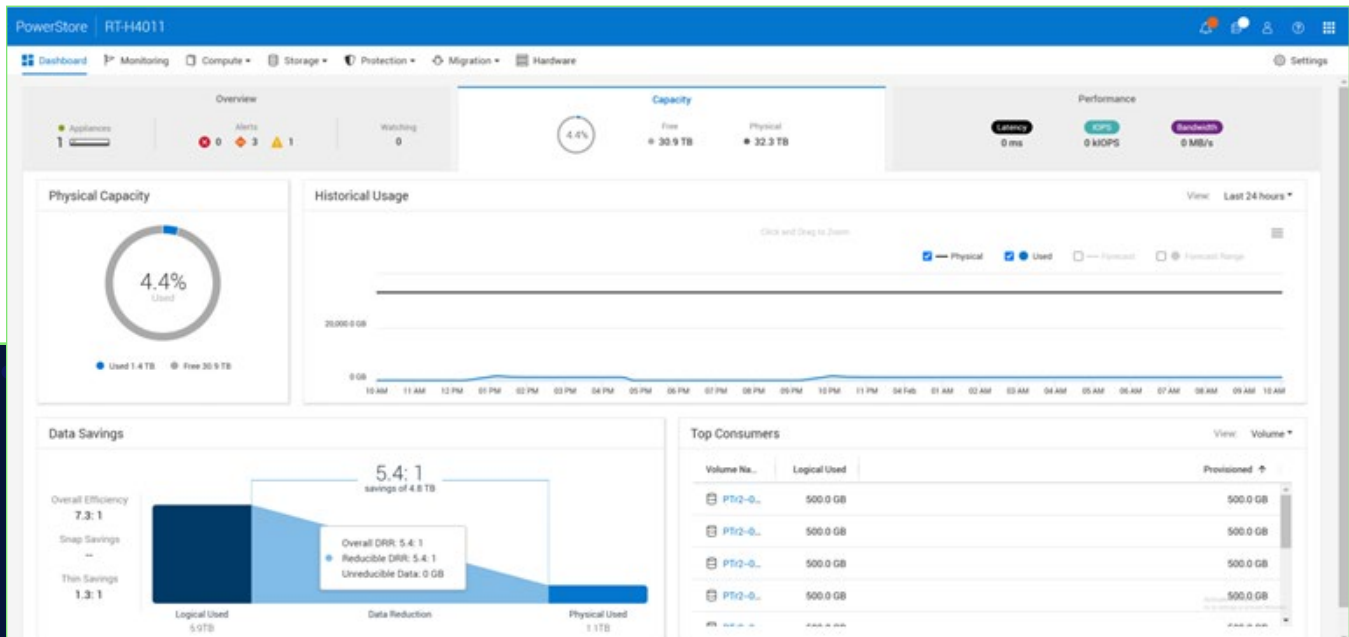 PowerStore RT-H4011
Dashboard Monitoring Compute Storage Protection Migration Hardware Settings
Overview
Appliances
1
Alerts
0 3 1
Watching
0
Capacity
4.4%
Free
30.9 TB
Physical
32.3 TB
Performance
Latency
0 ms
IOPS
0 kIOPS
Bandwidth
0 MB/s
Physical Capacity
4.4%
Used
Used 1.4 TB Free 30.9 TB
Historical Usage
View: Last 24 hours
Click and Drag to Zoom
Physical Used Forecast Forecast Range
20,000.0 GB
0 GB
10 AM 11 AM 12 PM 01 PM 02 PM 03 PM 04 PM 05 PM 06 PM 07 PM 08 PM 09 PM 10 PM 11 PM 04 Feb 01 AM 02 AM 03 AM 04 AM 05 AM 06 AM 07 AM 08 AM 09 AM 10 AM
Data Savings
Overall Efficiency
7.3: 1
Snap Savings
--
Thin Savings
1.3: 1
5.4: 1
savings of 4.8 TB
Overall DRR: 5.4: 1
Reducible DRR: 5.4: 1
Unreducible Data: 0 GB
Logical Used
5.9TB
Data Reduction
Physical Used
1.1TB
Top Consumers
View: Volume
Volume Na... Logical Used Provisioned
PTr2-0... 500.0 GB 500.0 GB
PTr2-0... 500.0 GB 500.0 GB
PTr2-0... 500.0 GB 500.0 GB
PTr2-0... 500.0 GB 500.0 GB